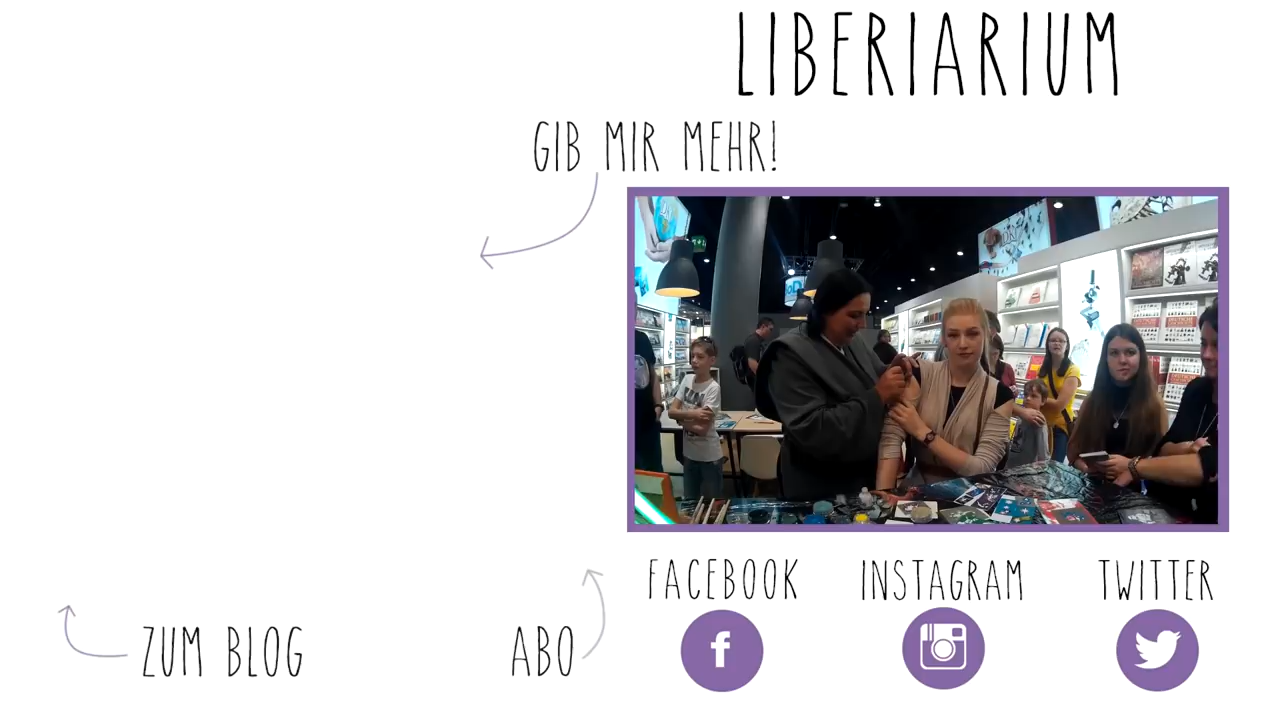 LIBERIARIUM
GIB MIR MEHR!
FACEBOOK
INSTAGRAM
TWITTER
ZUM BLOG
ABO